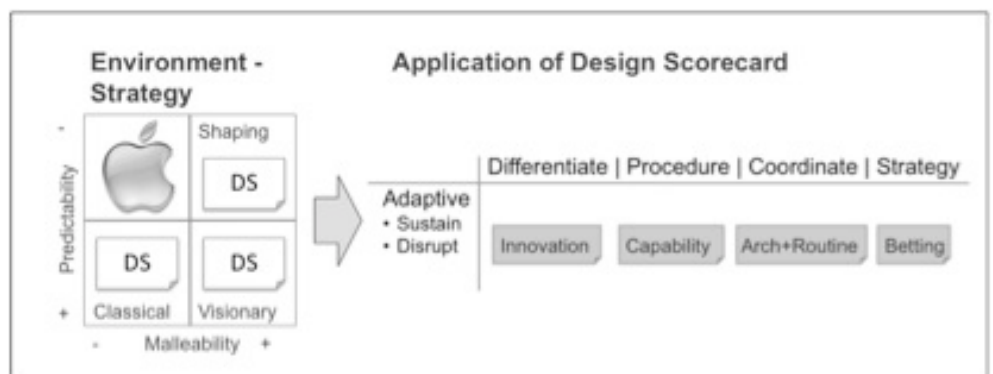 Environment -
Strategy
Application of Design Scorecard
-
Predictability
+
Shaping
DS
DS
DS
Classical
Visionary
- Malleability +
Differentiate | Procedure | Coordinate | Strategy
Adaptive
• Sustain
• Disrupt
Innovation
Capability
Arch+Routine
Betting